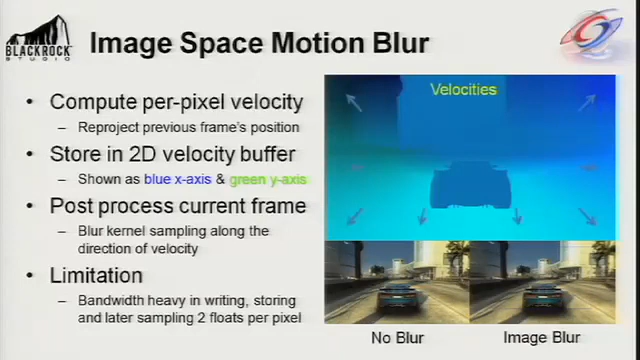 BLACKROCK
STUDIO
Image Space Motion Blur
• Compute per-pixel velocity
– Reproject previous frame's position
• Store in 2D velocity buffer
– Shown as blue x-axis & green y-axis
• Post process current frame
– Blur kernel sampling along the
direction of velocity
• Limitation
– Bandwidth heavy in writing, storing
and later sampling 2 floats per pixel
Velocities
No Blur
Image Blur